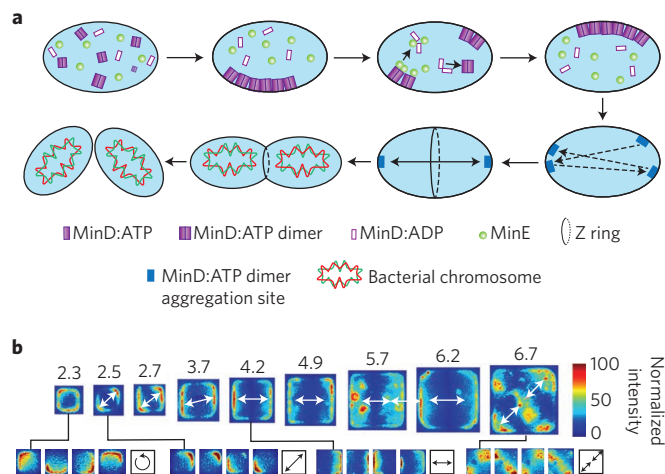 a
MinD:ATP MinD:ATP dimer MinD:ADP MinE Z ring
MinD:ATP dimer aggregation site Bacterial chromosome
b
2.3 2.5 2.7 3.7 4.2 4.9 5.7 6.2 6.7
100
50
0
Normalized intensity